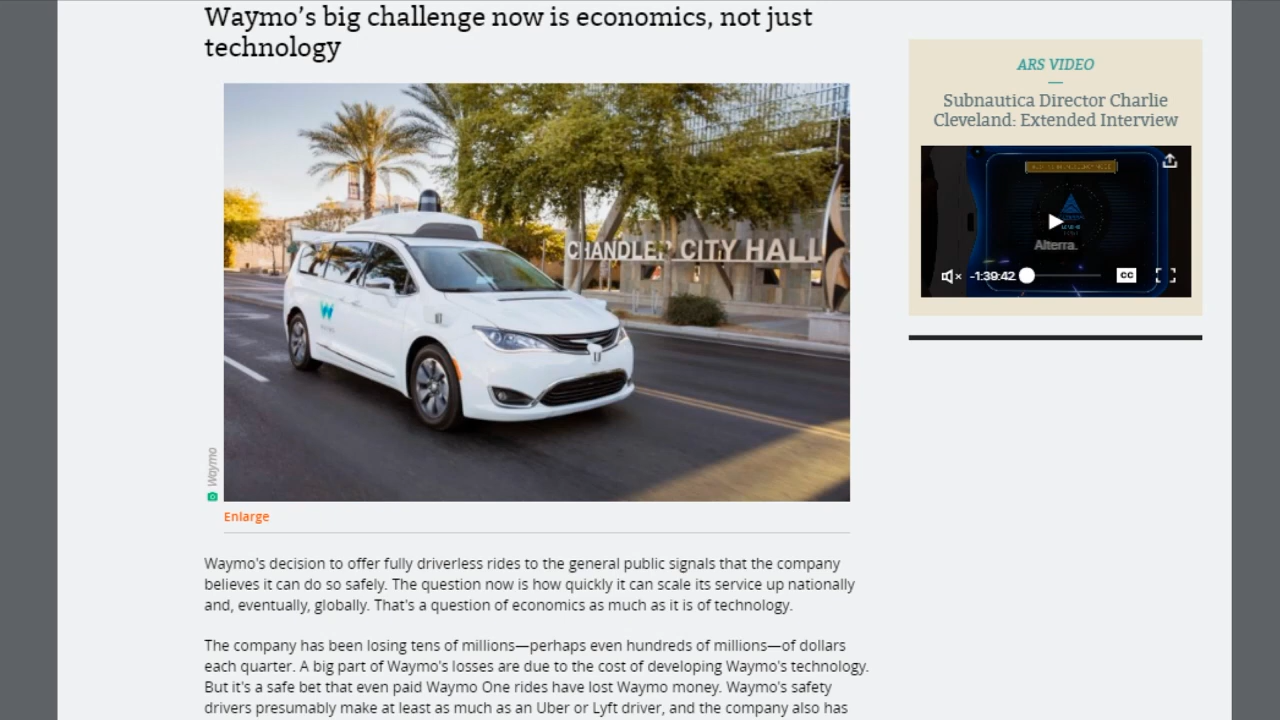 Waymo's big challenge now is economics, not just
technology
CHANDLER CITY HALL
Waymo
Enlarge
Waymo's decision to offer fully driverless rides to the general public signals that the company
believes it can do so safely. The question now is how quickly it can scale its service up nationally
and, eventually, globally. That's a question of economics as much as it is of technology.
The company has been losing tens of millions—perhaps even hundreds of millions—of dollars
each quarter. A big part of Waymo's losses are due to the cost of developing Waymo's technology.
But it's a safe bet that even paid Waymo One rides have lost Waymo money. Waymo's safety
drivers presumably make at least as much as an Uber or Lyft driver, and the company also has
ARS VIDEO
Subnautica Director Charlie
Cleveland: Extended Interview
Alterra.
-1:39:42
CC